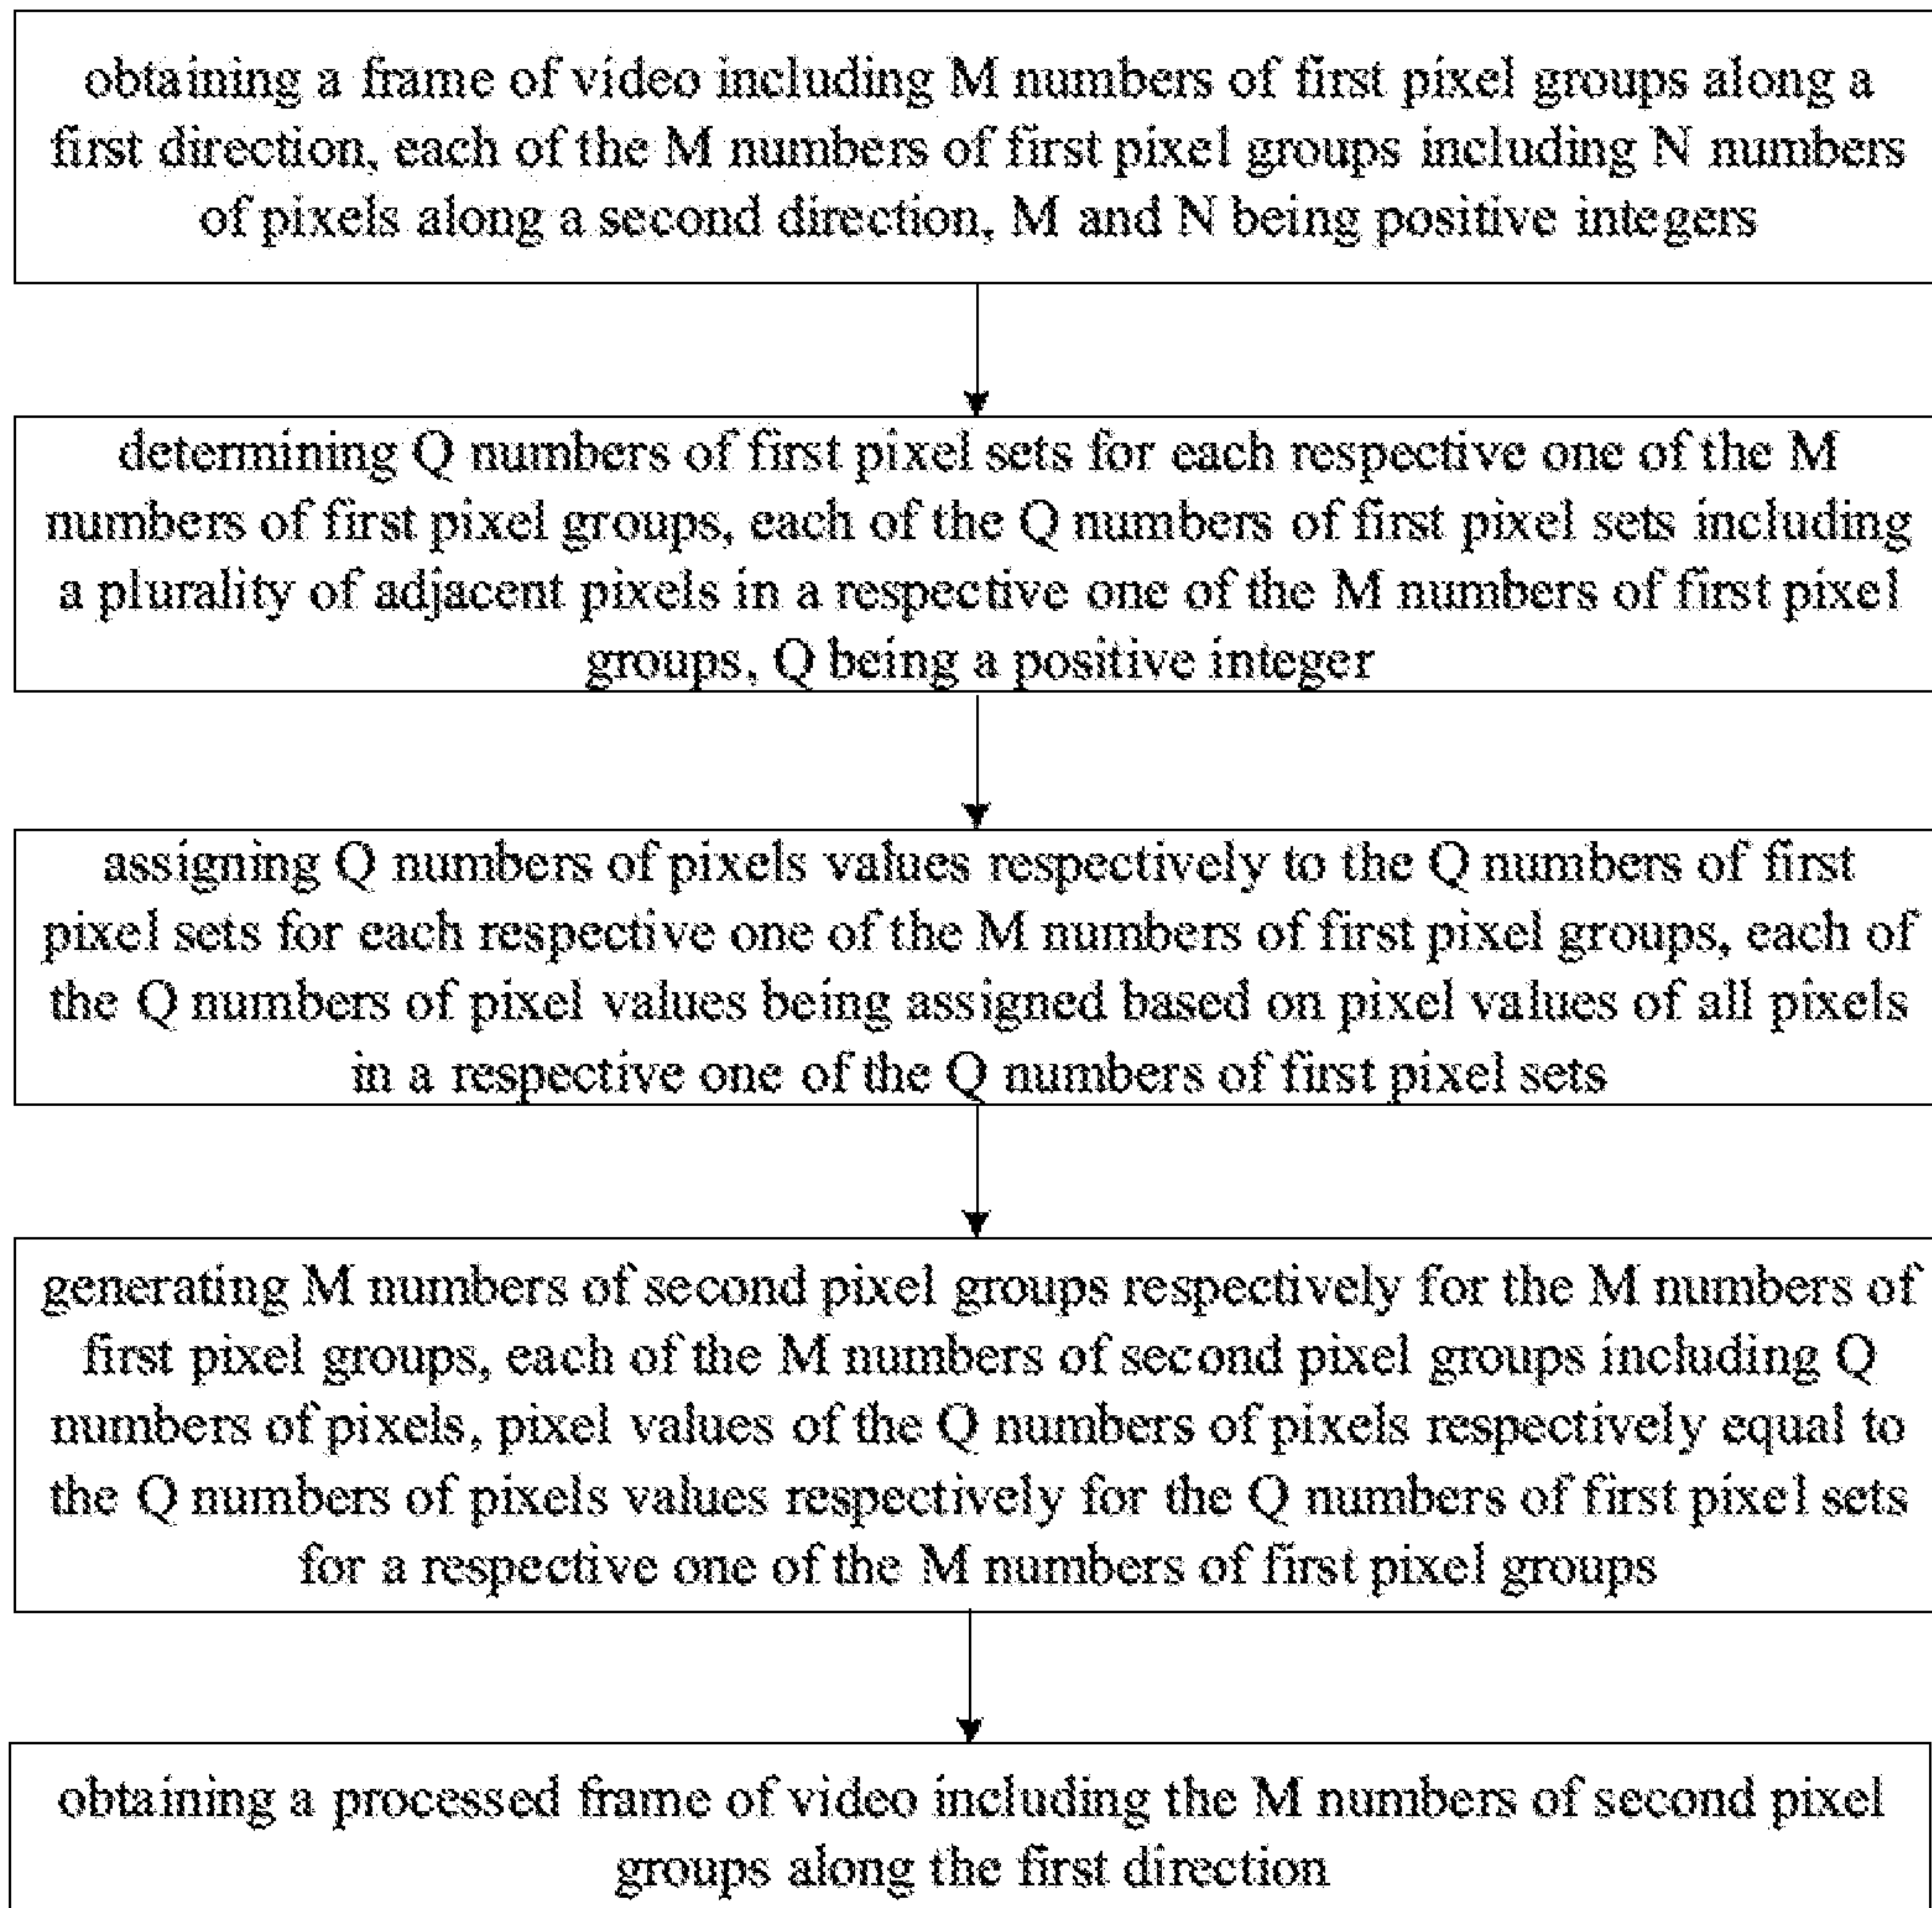 obtaining a frame of video including M numbers of first pixel groups along a
first direction, each of the M numbers of first pixel groups including N numbers
of pixels along a second direction, M and N being positive integers
determining Q numbers of first pixel sets for each respective one of the M
numbers of first pixel groups, each of the Q numbers of first pixel sets including
a plurality of adjacent pixels in a respective one of the M numbers of first pixel
groups, Q being a positive integer
assigning Q numbers of pixels values respectively to the Q numbers of first
pixel sets for each respective one of the M numbers of first pixel groups, each of
the Q numbers of pixel values being assigned based on pixel values of all pixels
in a respective one of the Q numbers of first pixel sets
generating M numbers of second pixel groups respectively for the M numbers of
first pixel groups, each of the M numbers of second pixel groups including Q
numbers of pixels, pixel values of the Q numbers of pixels respectively equal to
the Q numbers of pixels values respectively for the Q numbers of first pixel sets
for a respective one of the M numbers of first pixel groups
obtaining a processed frame of video including the M numbers of second pixel
groups along the first direction